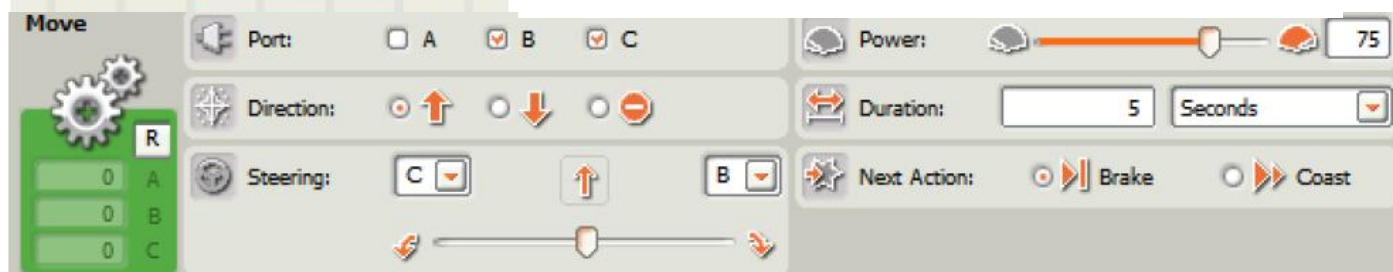 Move
Port: A B C
Power: 75
Direction:
Duration: 5 Seconds
R
Steering: C B
Next Action: Brake Coast
0 A
0 B
0 C